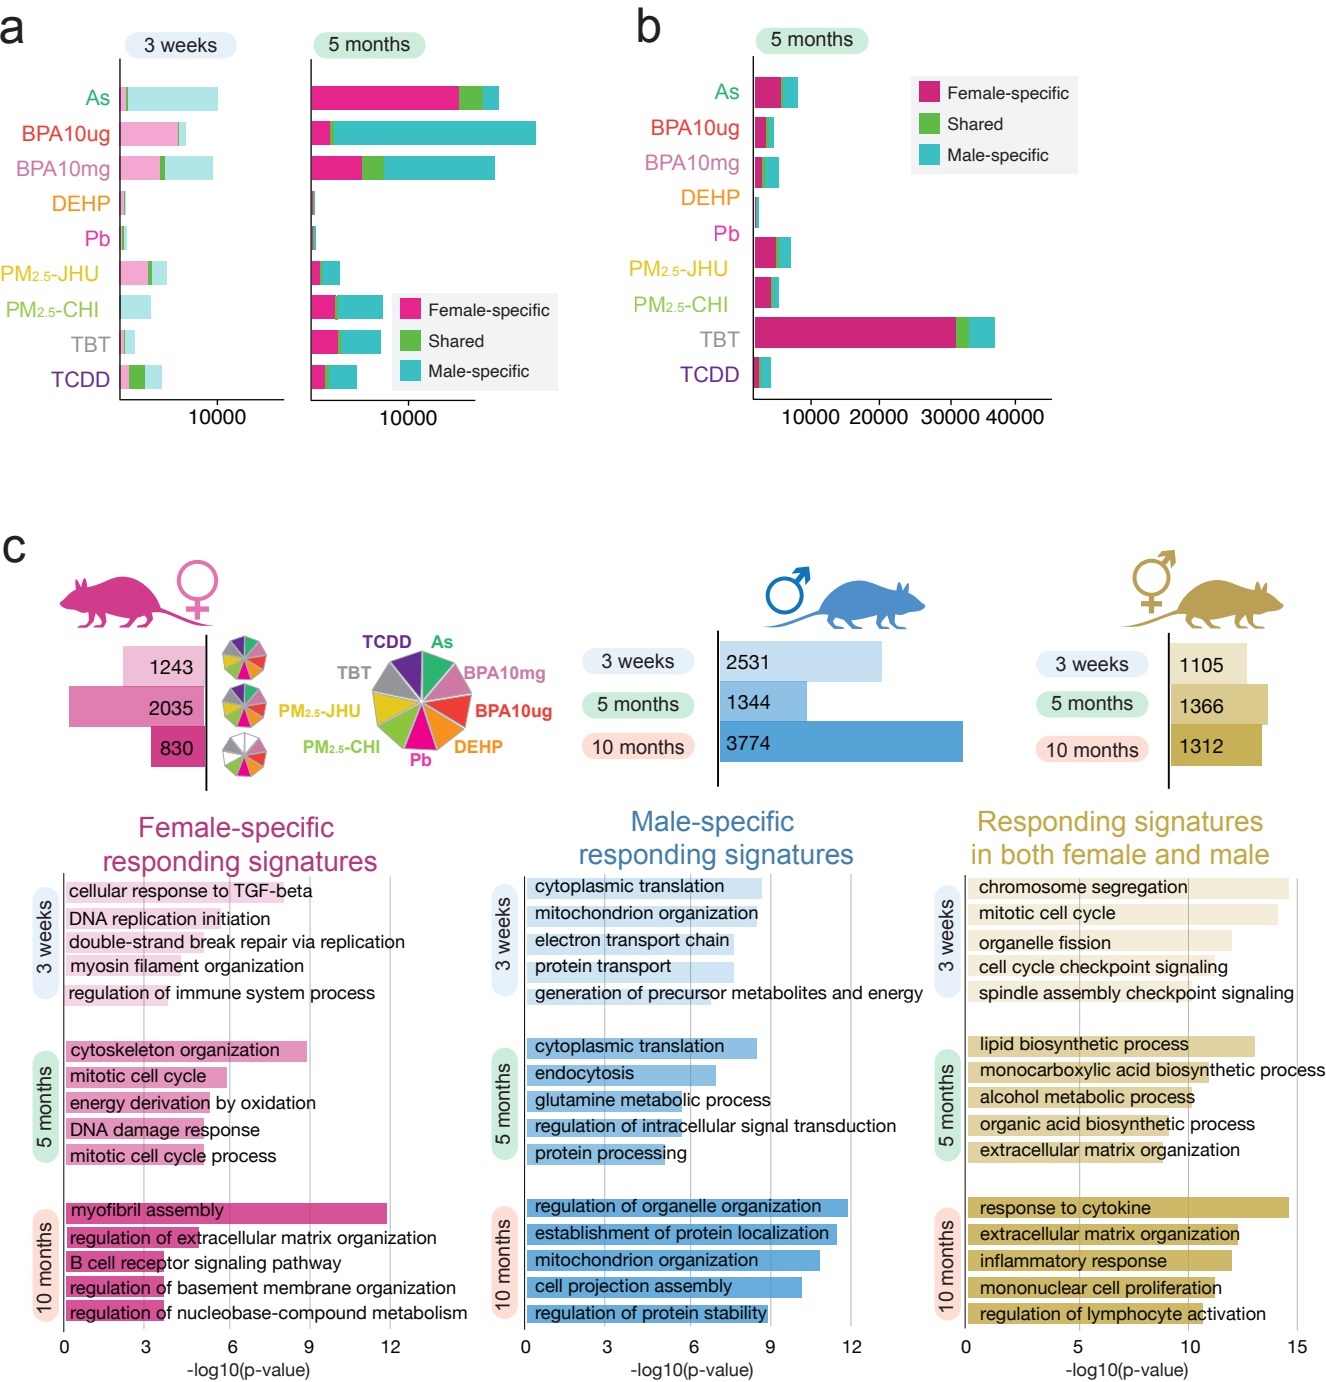 a
3 weeks
5 months
As
BPA10ug
BPA10mg
DEHP
Pb
PM2.5-JHU
PM2.5-CHI
TBT
TCDD
Female-specific
Shared
Male-specific
10000
10000
b
5 months
As
BPA10ug
BPA10mg
DEHP
Pb
PM2.5-JHU
PM2.5-CHI
TBT
TCDD
Female-specific
Shared
Male-specific
10000 20000 30000 40000
c
1243
2035
830
TCDD
As
TBT
BPA10mg
PM2.5-JHU
BPA10ug
PM2.5-CHI
DEHP
Pb
3 weeks
5 months
10 months
2531
1344
3774
3 weeks
5 months
10 months
1105
1366
1312
Female-specific
responding signatures
3 weeks
cellular response to TGF-beta
DNA replication initiation
double-strand break repair via replication
myosin filament organization
regulation of immune system process
5 months
cytoskeleton organization
mitotic cell cycle
energy derivation by oxidation
DNA damage response
mitotic cell cycle process
10 months
myofibril assembly
regulation of extracellular matrix organization
B cell receptor signaling pathway
regulation of basement membrane organization
regulation of nucleobase-compound metabolism
0 3 6 9 12
-log10(p-value)
Male-specific
responding signatures
3 weeks
cytoplasmic translation
mitochondrion organization
electron transport chain
protein transport
generation of precursor metabolites and energy
5 months
cytoplasmic translation
endocytosis
glutamine metabolic process
regulation of intracellular signal transduction
protein processing
10 months
regulation of organelle organization
establishment of protein localization
mitochondrion organization
cell projection assembly
regulation of protein stability
0 3 6 9 12
-log10(p-value)
Responding signatures
in both female and male
3 weeks
chromosome segregation
mitotic cell cycle
organelle fission
cell cycle checkpoint signaling
spindle assembly checkpoint signaling
5 months
lipid biosynthetic process
monocarboxylic acid biosynthetic process
alcohol metabolic process
organic acid biosynthetic process
extracellular matrix organization
10 months
response to cytokine
extracellular matrix organization
inflammatory response
mononuclear cell proliferation
regulation of lymphocyte activation
0 5 10 15
-log10(p-value)